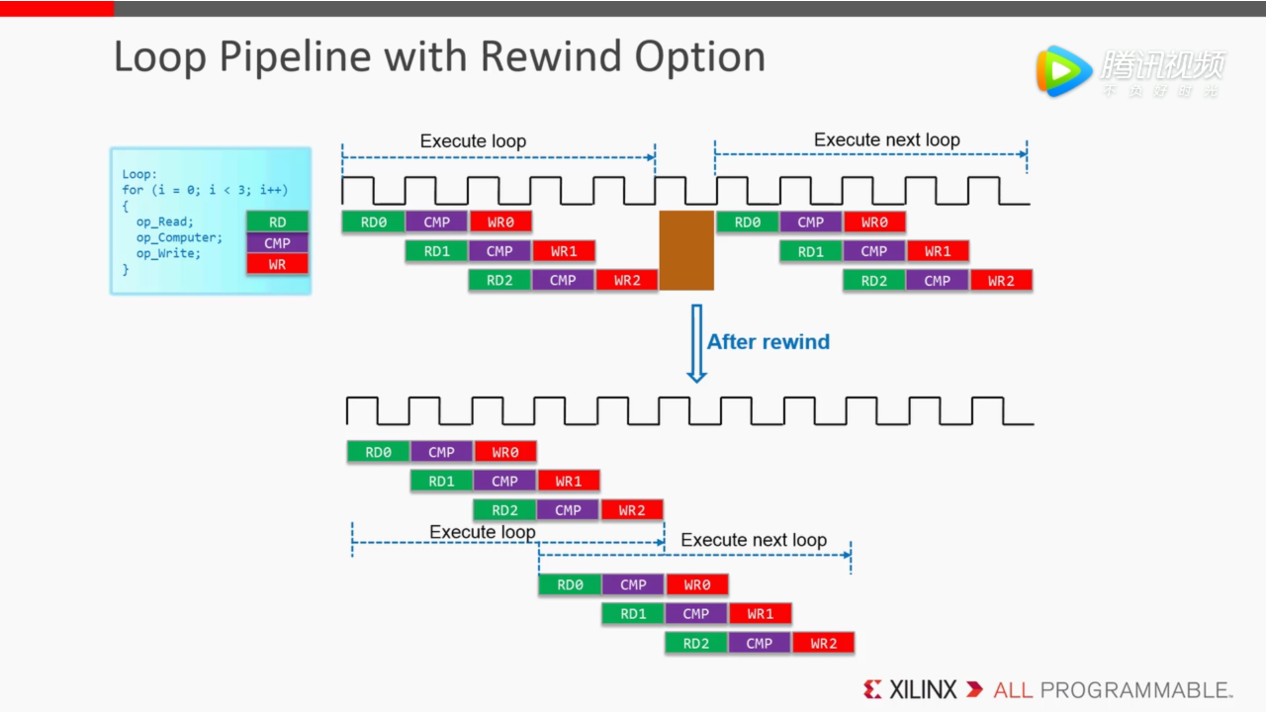 Loop Pipeline with Rewind Option
腾讯视频
不负好时光
Loop:
for (i = 0; i < 3; i++)
{
op_Read;
op_Computer;
op_Write;
}
RD
CMP
WR
Execute loop
Execute next loop
RD0 CMP WR0 RD0 CMP WR0
RD1 CMP WR1 RD1 CMP WR1
RD2 CMP WR2 RD2 CMP WR2
After rewind
RD0 CMP WR0
RD1 CMP WR1
RD2 CMP WR2
Execute loop
Execute next loop
RD0 CMP WR0
RD1 CMP WR1
RD2 CMP WR2
XILINX ALL PROGRAMMABLE™